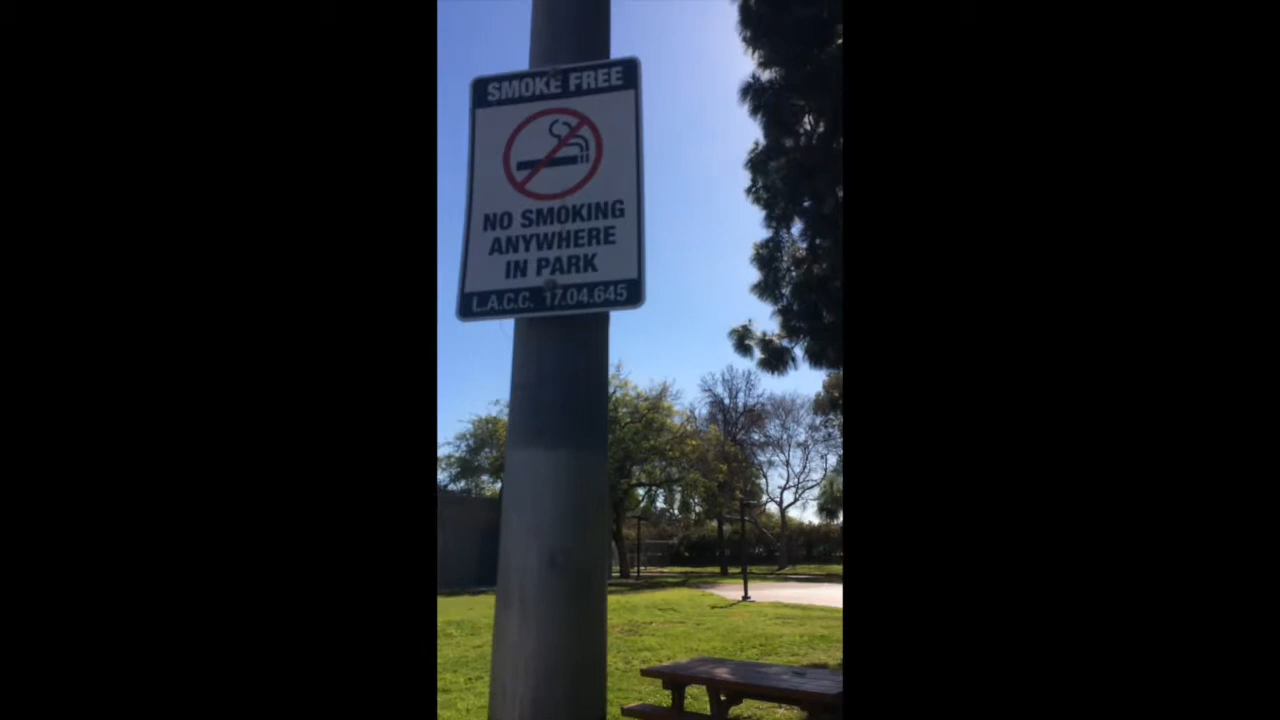 SMOKE FREE
NO SMOKING
ANYWHERE
IN PARK
L.A.C.C. 17.04.645